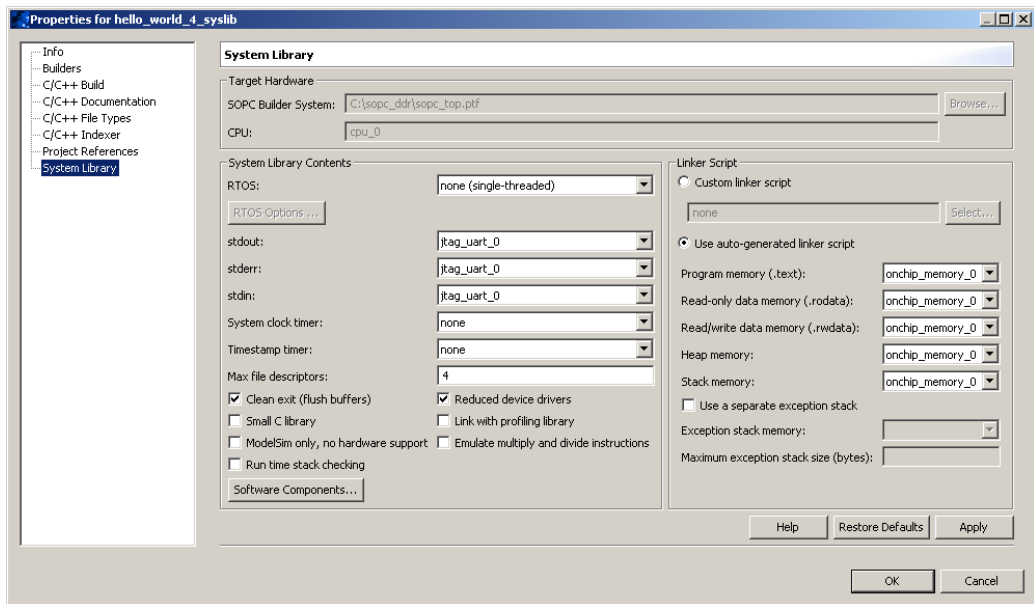 Properties for hello_world_4_syslib
Info
Builders
C/C++ Build
C/C++ Documentation
C/C++ File Types
C/C++ Indexer
Project References
System Library
System Library
Target Hardware
SOPC Builder System: C:\sopc_ddr\sopc_top.ptf Browse...
CPU: cpu_0
System Library Contents
RTOS: none (single-threaded)
RTOS Options ...
stdout: jtag_uart_0
stderr: jtag_uart_0
stdin: jtag_uart_0
System clock timer: none
Timestamp timer: none
Max file descriptors: 4
Clean exit (flush buffers) Reduced device drivers
Small C library Link with profiling library
ModelSim only, no hardware support Emulate multiply and divide instructions
Run time stack checking
Software Components...
Linker Script
Custom linker script
none Select...
Use auto-generated linker script
Program memory (.text): onchip_memory_0
Read-only data memory (.rodata): onchip_memory_0
Read/write data memory (.rwdata): onchip_memory_0
Heap memory: onchip_memory_0
Stack memory: onchip_memory_0
Use a separate exception stack
Exception stack memory:
Maximum exception stack size (bytes):
Help Restore Defaults Apply
OK Cancel